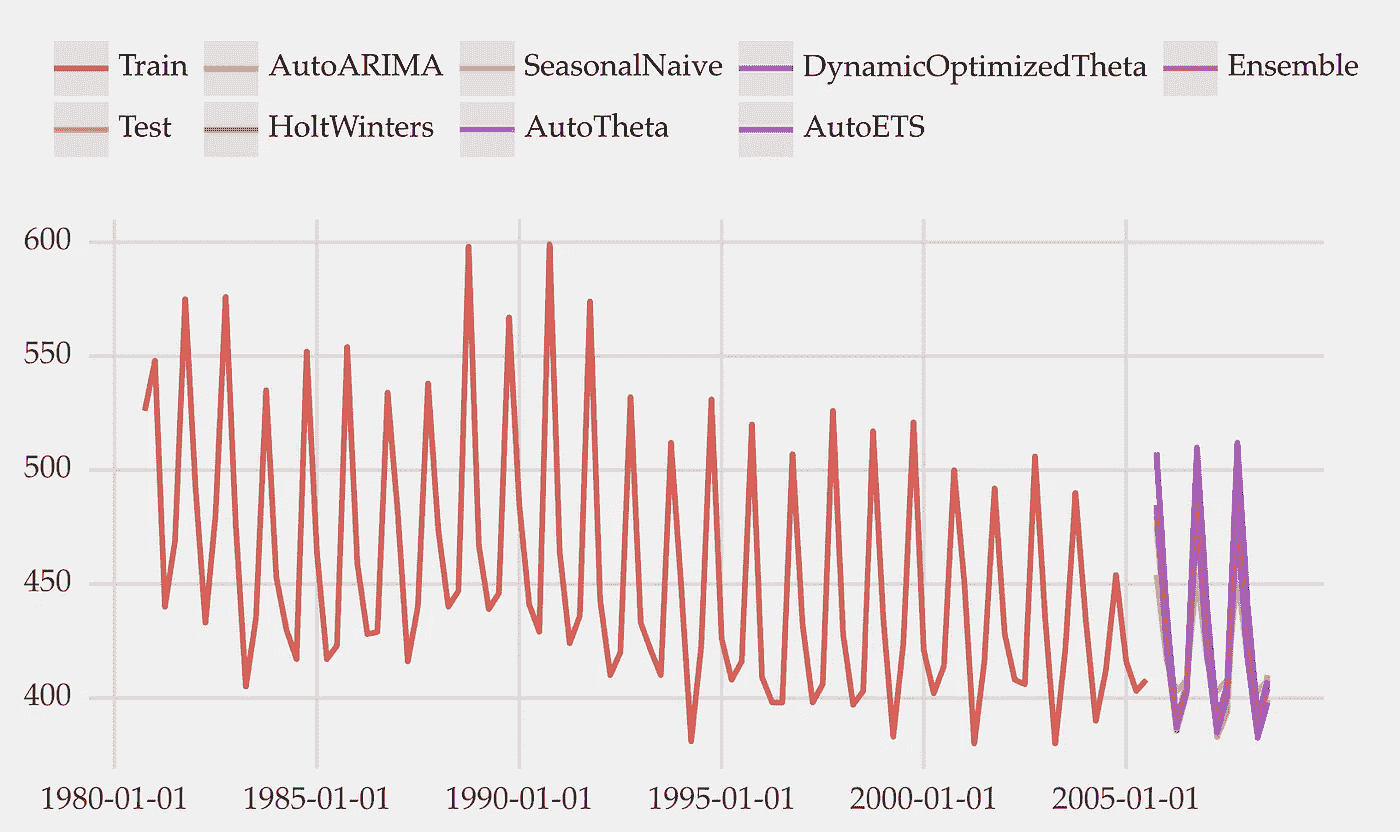 Train AutoARIMA SeasonalNaive DynamicOptimizedTheta Ensemble
Test HoltWinters AutoTheta AutoETS
600
550
500
450
400
1980-01-01 1985-01-01 1990-01-01 1995-01-01 2000-01-01 2005-01-01